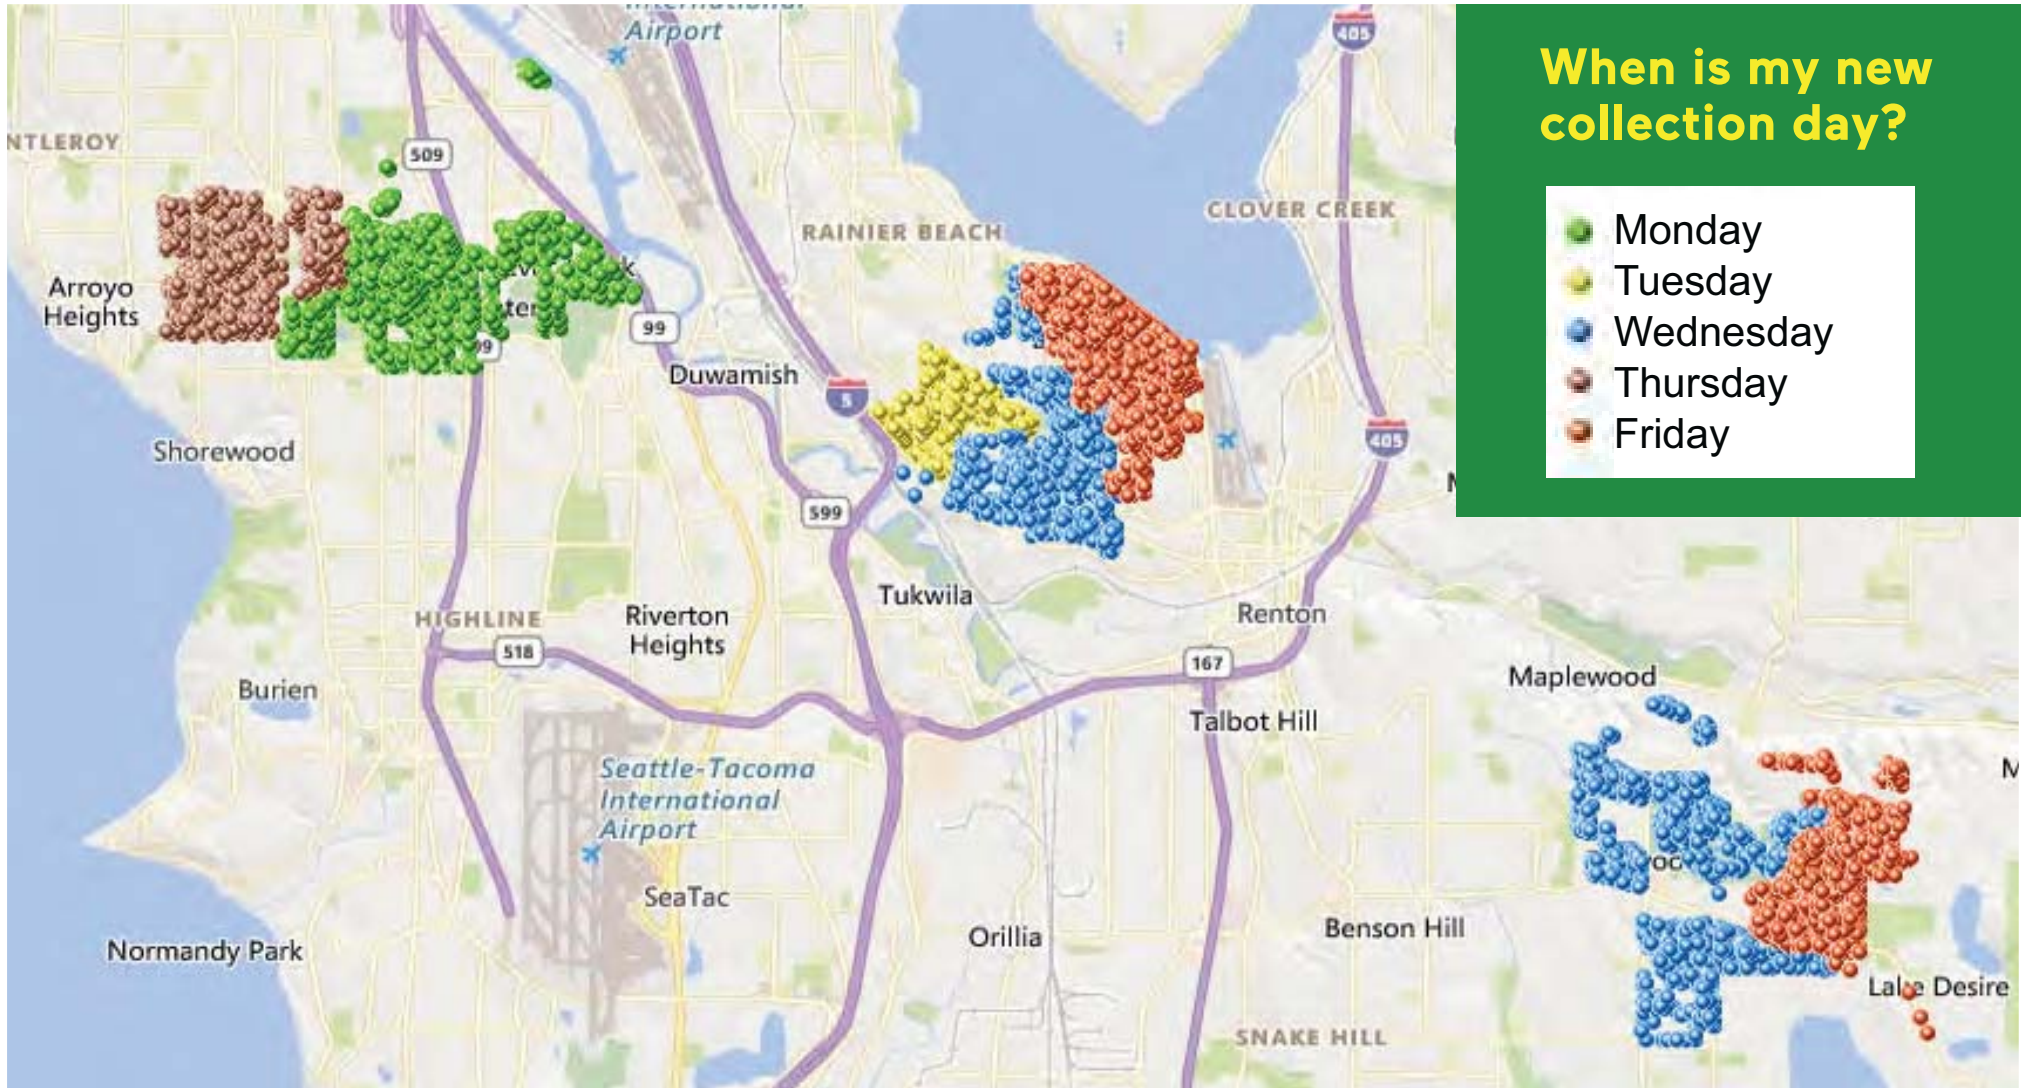 International
Airport
405
When is my new
collection day?
Monday
Tuesday
Wednesday
Thursday
Friday
NTLEROY
509
CLOVER CREEK
RAINIER BEACH
Arroyo
Heights
99
Duwamish
5
405
Shorewood
599
Tukwila
HIGHLINE
Riverton
Heights
Renton
518
167
Maplewood
Burien
Talbot Hill
Seattle-Tacoma
International
Airport
SeaTac
Benson Hill
Orillia
Normandy Park
Lake Desire
SNAKE HILL